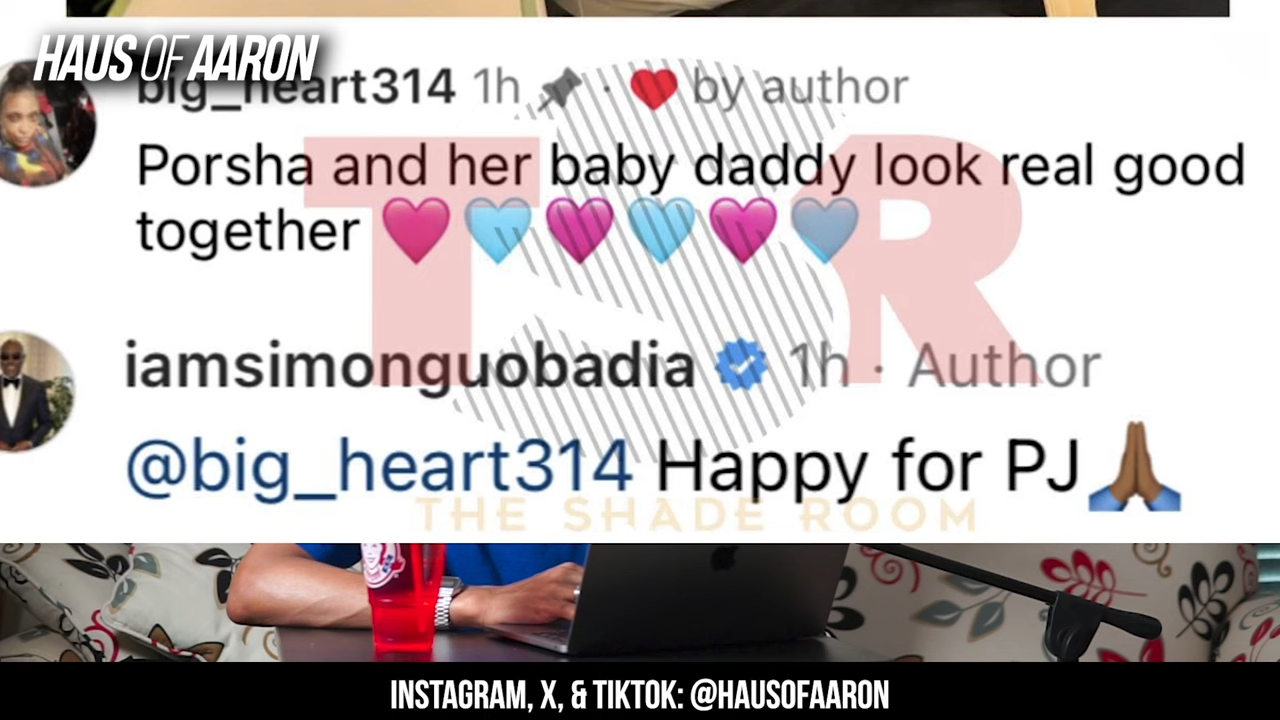 HAUS OF AARON
big_heart314 1h · by author
Porsha and her baby daddy look real good
together
iamsimonguobadia 1h · Author
@big_heart314 Happy for PJ
TSR
THE SHADE ROOM
INSTAGRAM, X, & TIKTOK: @HAUSOFAARON